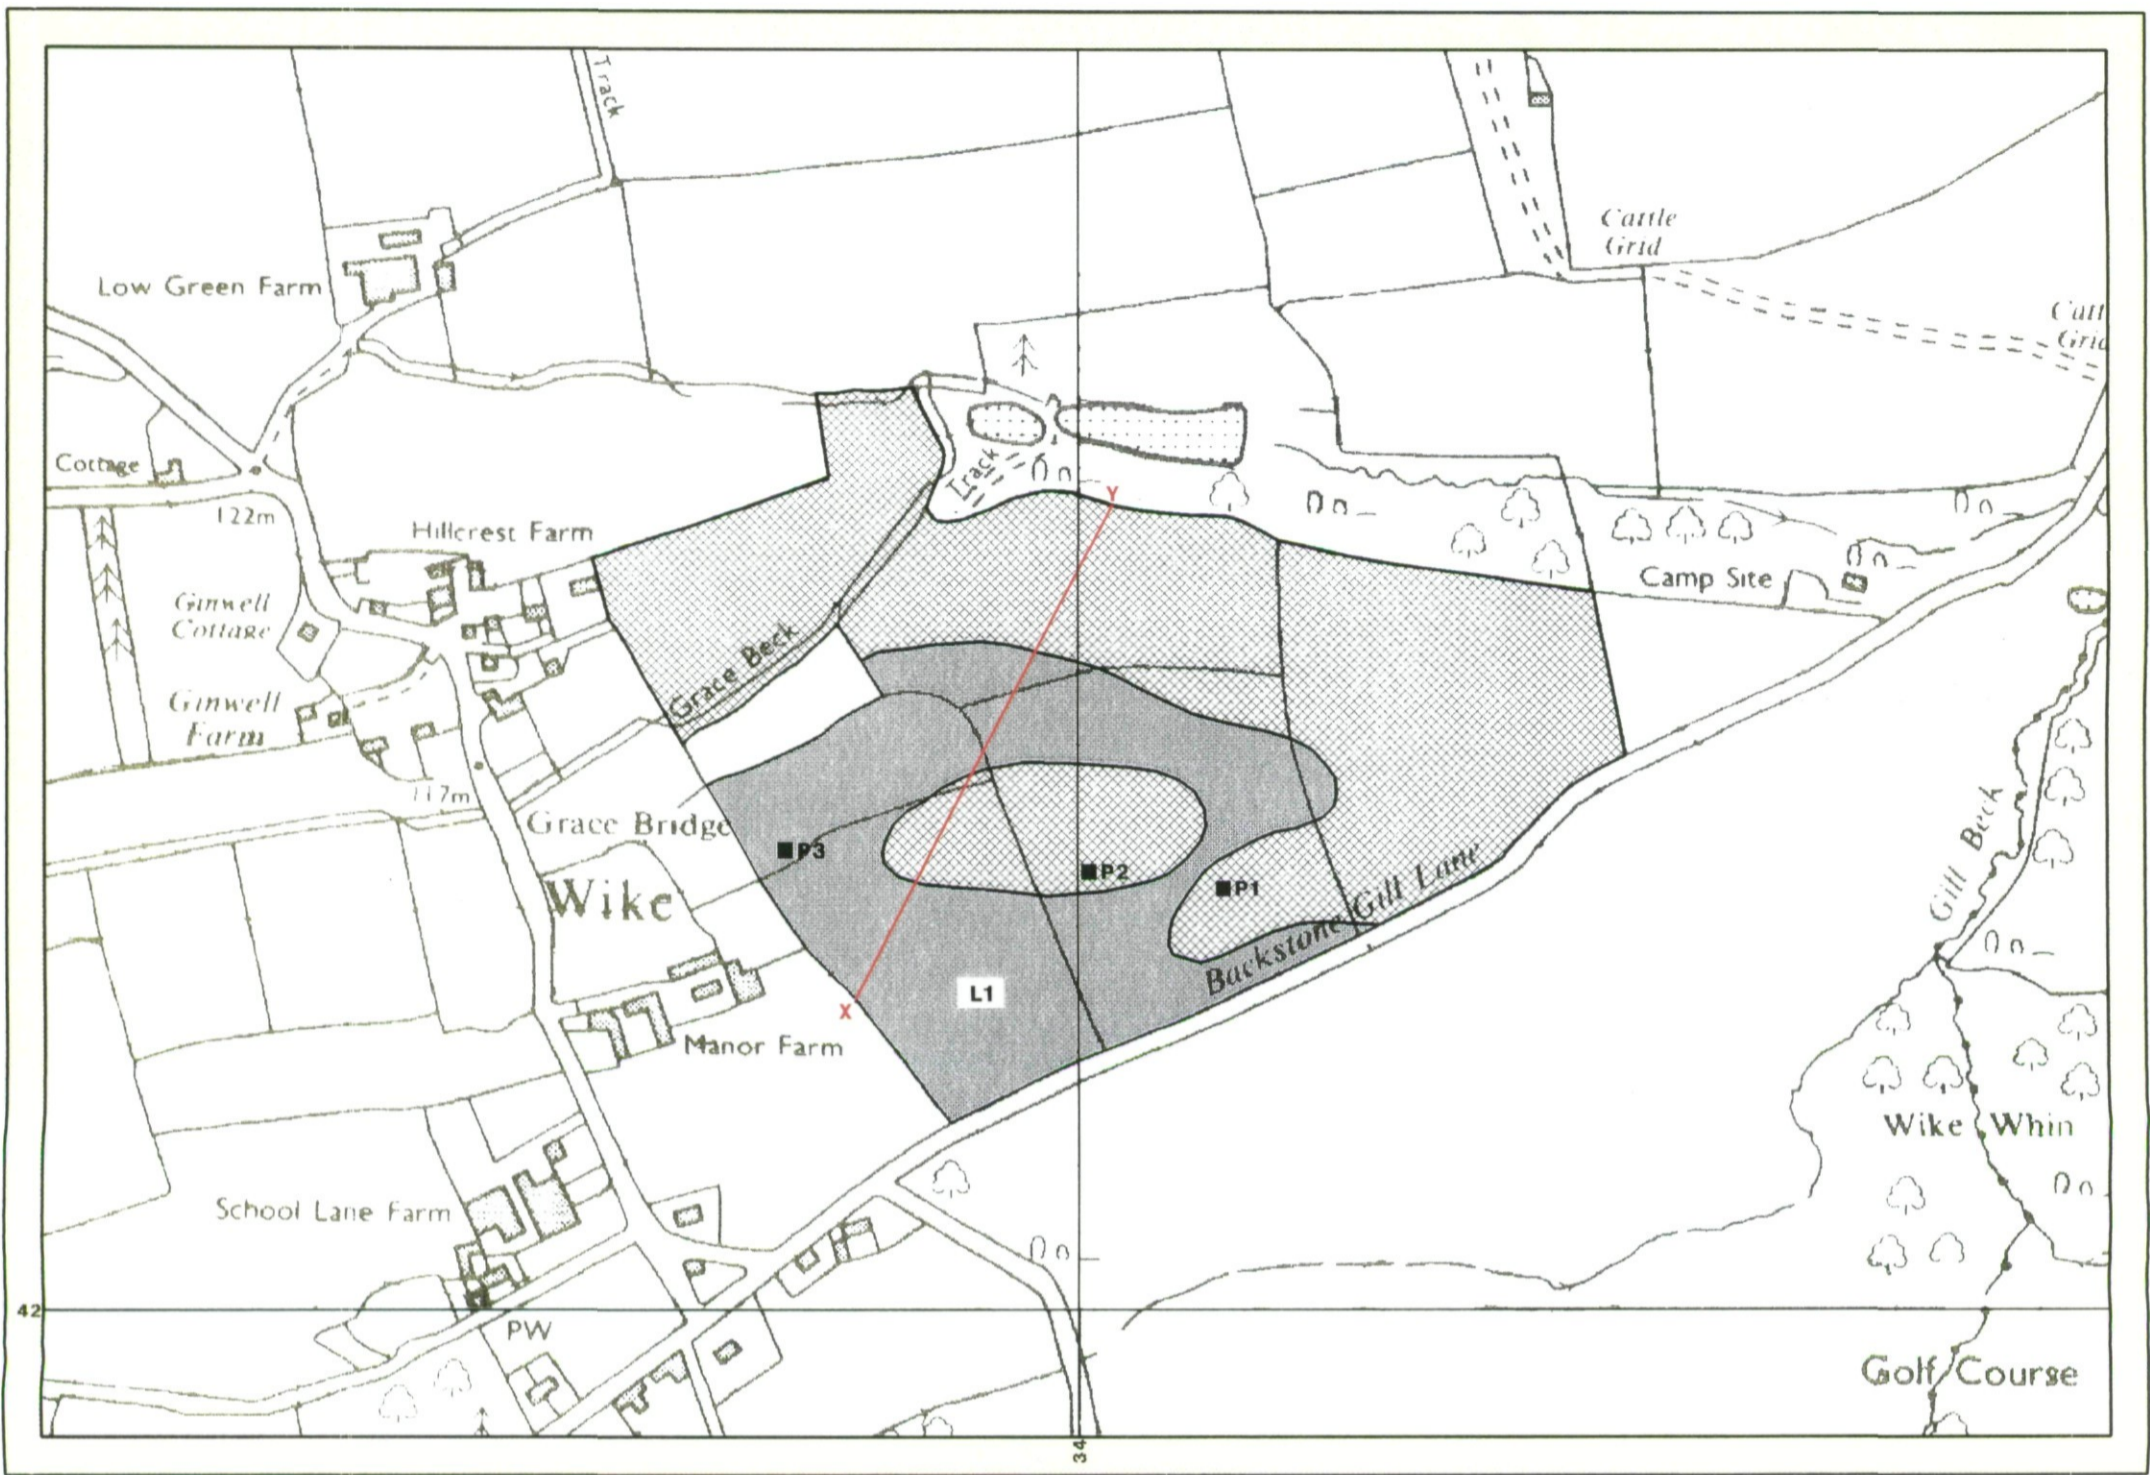 Track
Cattle
Grid
Low Green Farm
Catt
Grid
Cottage
Track
Y
122m
Hillcrest Farm
Camp Site
Ginwell
Cottage
Grace Beck
Ginwell
Farm
117m
Grace Bridge
P3
P2
P1
Wike
Gill Beck
Backstone Gill Lane
L1
X
Manor Farm
Wike Whin
School Lane Farm
42
PW
Golf Course
34